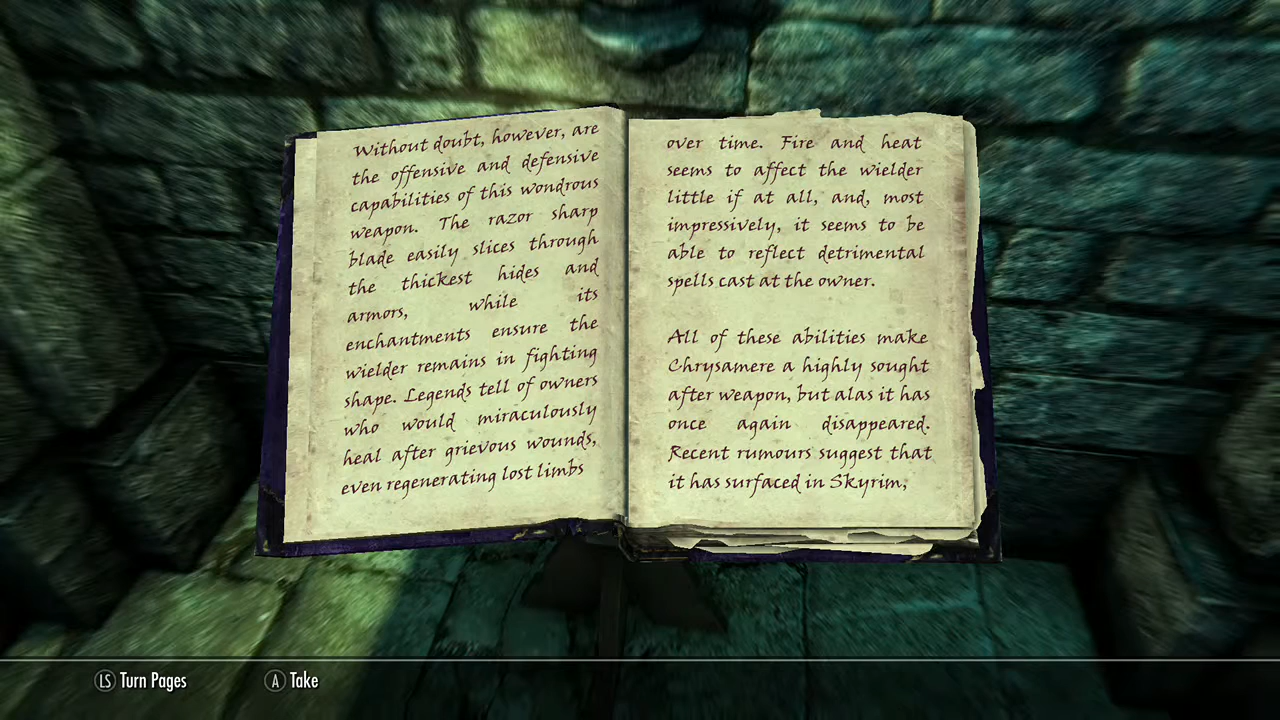 Without doubt, however, are
the offensive and defensive
capabilities of this wondrous
weapon. The razor sharp
blade easily slices through
the thickest hides and
armors, while its
enchantments ensure the
wielder remains in fighting
shape. Legends tell of owners
who would miraculously
heal after grievous wounds,
even regenerating lost limbs
over time. Fire and heat
seems to affect the wielder
little if at all, and, most
impressively, it seems to be
able to reflect detrimental
spells cast at the owner.
All of these abilities make
Chrysamere a highly sought
after weapon, but alas it has
once again disappeared.
Recent rumours suggest that
it has surfaced in Skyrim,
LS Turn Pages
A Take